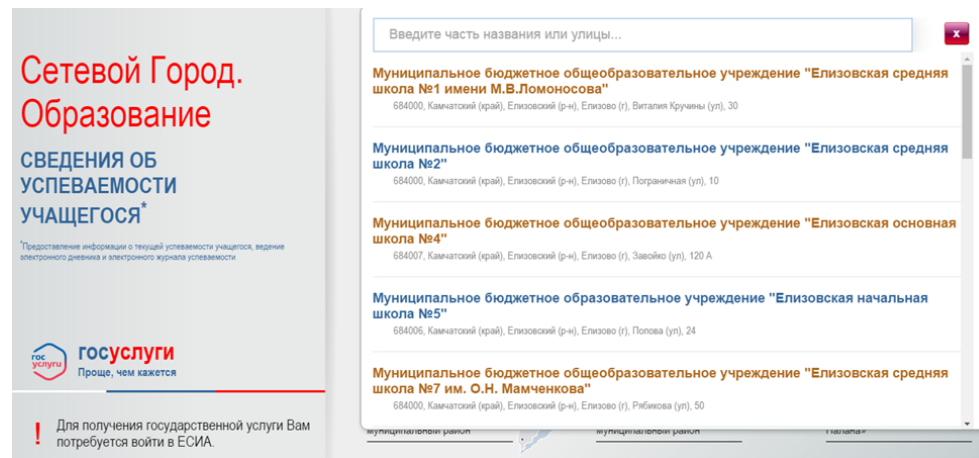 Сетевой Город.
Образование
СВЕДЕНИЯ ОБ
УСПЕВАЕМОСТИ
УЧАЩЕГОСЯ*
*Предоставление информации о текущей успеваемости учащегося, ведение
электронного дневника и электронного журнала успеваемости
гос
услуги
госуслуги
Проще, чем кажется
! Для получения государственной услуги Вам
потребуется войти в ЕСИА.
Введите часть названия или улицы...
x
Муниципальное бюджетное общеобразовательное учреждение "Елизовская средняя
школа №1 имени М.В.Ломоносова"
684000, Камчатский (край), Елизовский (р-н), Елизово (г), Виталия Кручины (ул), 30
Муниципальное бюджетное общеобразовательное учреждение "Елизовская средняя
школа №2"
684000, Камчатский (край), Елизовский (р-н), Елизово (г), Пограничная (ул), 10
Муниципальное бюджетное общеобразовательное учреждение "Елизовская основная
школа №4"
684007, Камчатский (край), Елизовский (р-н), Елизово (г), Завойко (ул), 120 А
Муниципальное бюджетное образовательное учреждение "Елизовская начальная
школа №5"
684006, Камчатский (край), Елизовский (р-н), Елизово (г), Попова (ул), 24
Муниципальное бюджетное общеобразовательное учреждение "Елизовская средняя
школа №7 им. О.Н. Мамченкова"
684000, Камчатский (край), Елизовский (р-н), Елизово (г), Рябикова (ул), 50
муниципальный район
муниципальный район
Палана»